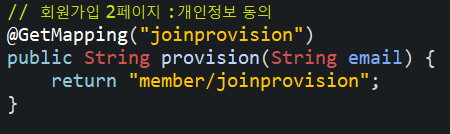 // 회원가입 2페이지 :개인정보 동의
@GetMapping("joinprovision")
public String provision(String email) {
    return "member/joinprovision";
}